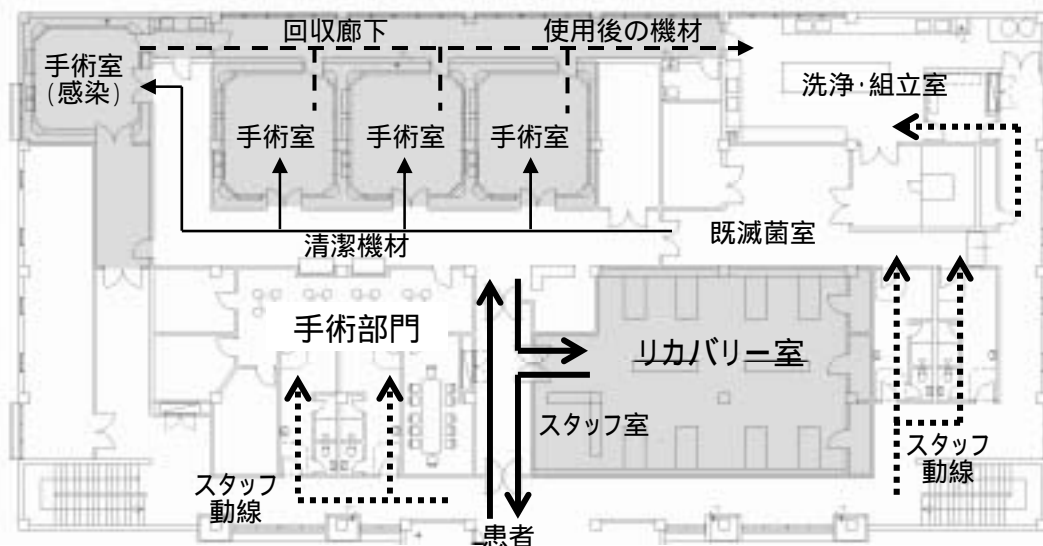 回収廊下
使用後の機材
手術室
(感染)
洗浄・組立室
手術室
手術室
手術室
清潔機材
既滅菌室
手術部門
リカバリー室
スタッフ室
スタッフ
動線
スタッフ
動線
患者